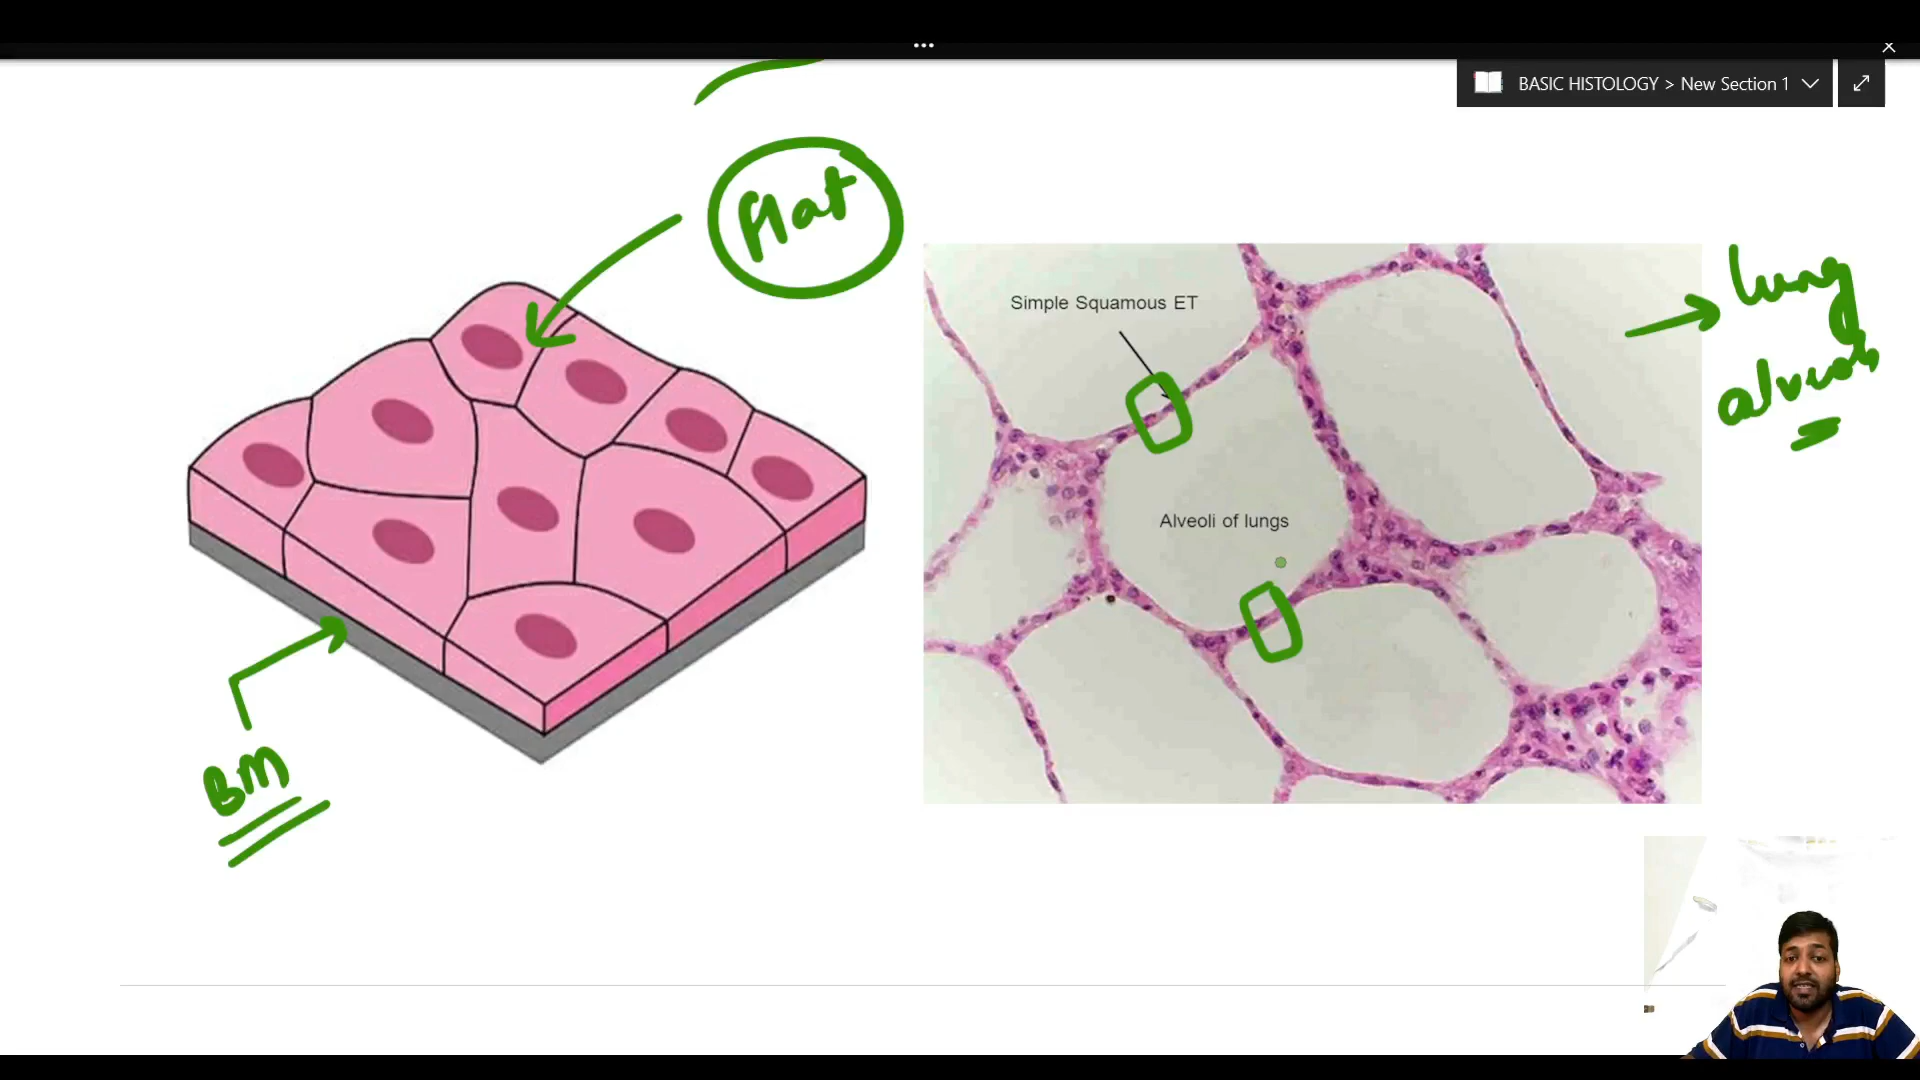 BASIC HISTOLOGY > New Section 1
Flat
Simple Squamous ET
Alveoli of lungs
lung
alveoli
BM